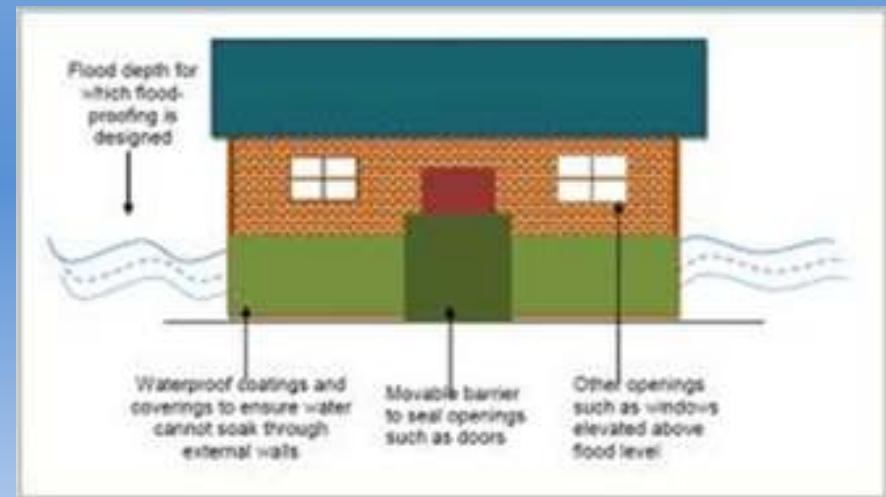 Flood depth for
which flood-
proofing is
designed
Waterproof coatings and
coverings to ensure water
cannot soak through
external walls
Movable barrier
to seal openings
such as doors
Other openings
such as windows
elevated above
flood level